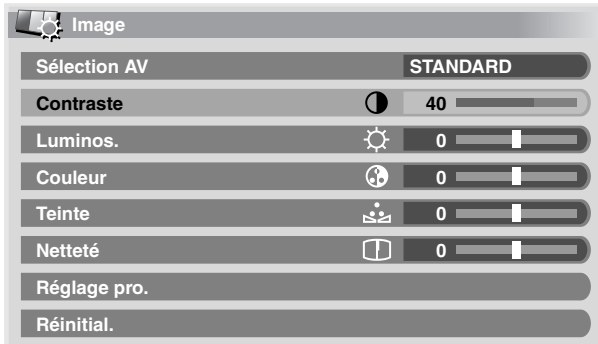 Image
Sélection AV STANDARD
Contraste 40
Luminos. 0
Couleur 0
Teinte 0
Netteté 0
Réglage pro.
Réinitial.